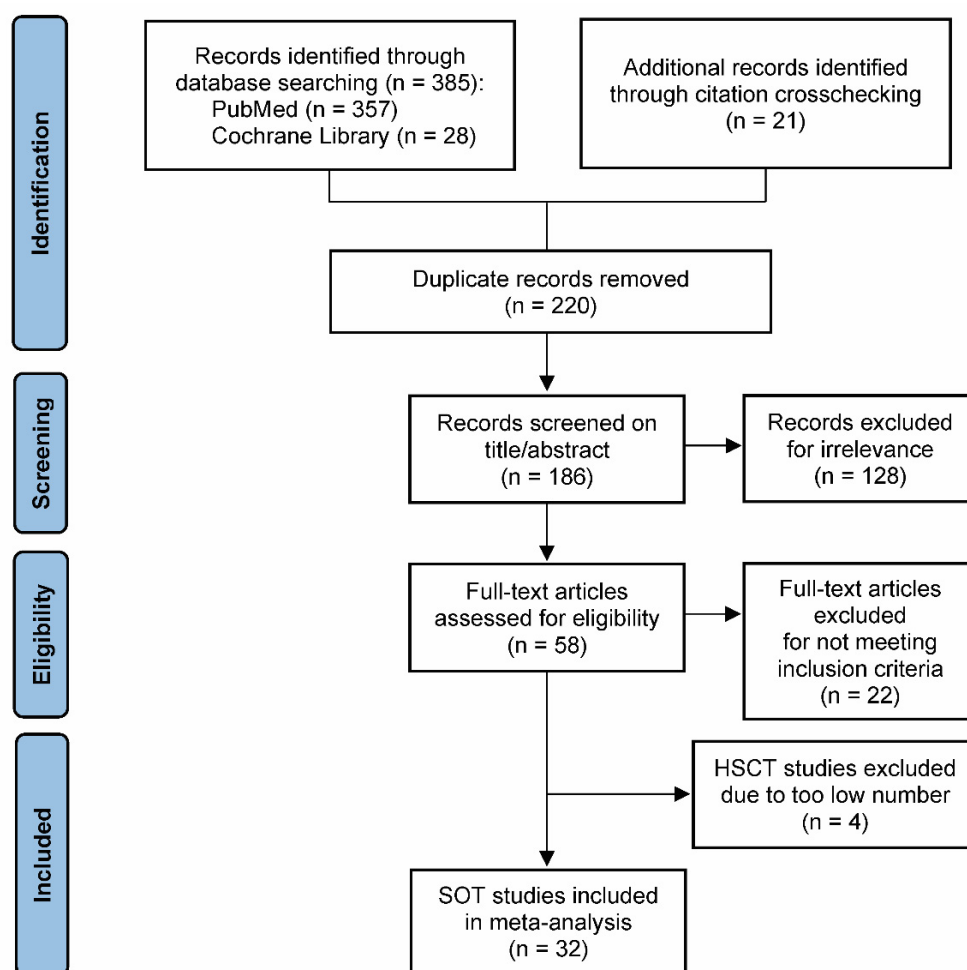 Identification
Records identified through
database searching (n = 385):
PubMed (n = 357)
Cochrane Library (n = 28)
Additional records identified
through citation crosschecking
(n = 21)
Duplicate records removed
(n = 220)
Screening
Records screened on
title/abstract
(n = 186)
Records excluded
for irrelevance
(n = 128)
Eligibility
Full-text articles
assessed for eligibility
(n = 58)
Full-text articles
excluded
for not meeting
inclusion criteria
(n = 22)
Included
HSCT studies excluded
due to too low number
(n = 4)
SOT studies included
in meta-analysis
(n = 32)